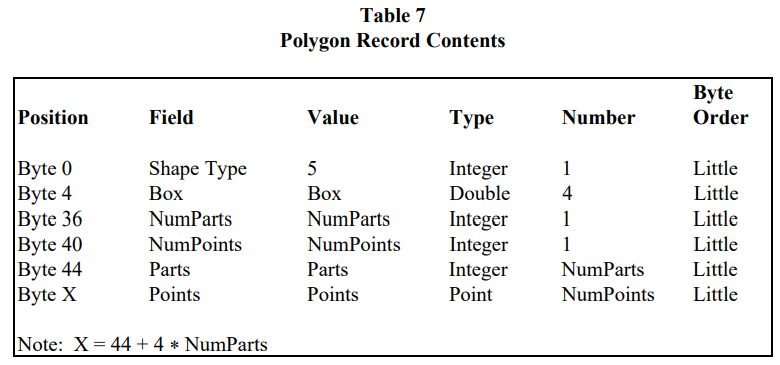 Table 7
Polygon Record Contents
Byte
Position Field Value Type Number Order
Byte 0 Shape Type 5 Integer 1 Little
Byte 4 Box Box Double 4 Little
Byte 36 NumParts NumParts Integer 1 Little
Byte 40 NumPoints NumPoints Integer 1 Little
Byte 44 Parts Parts Integer NumParts Little
Byte X Points Points Point NumPoints Little
Note: X = 44 + 4 ∗ NumParts